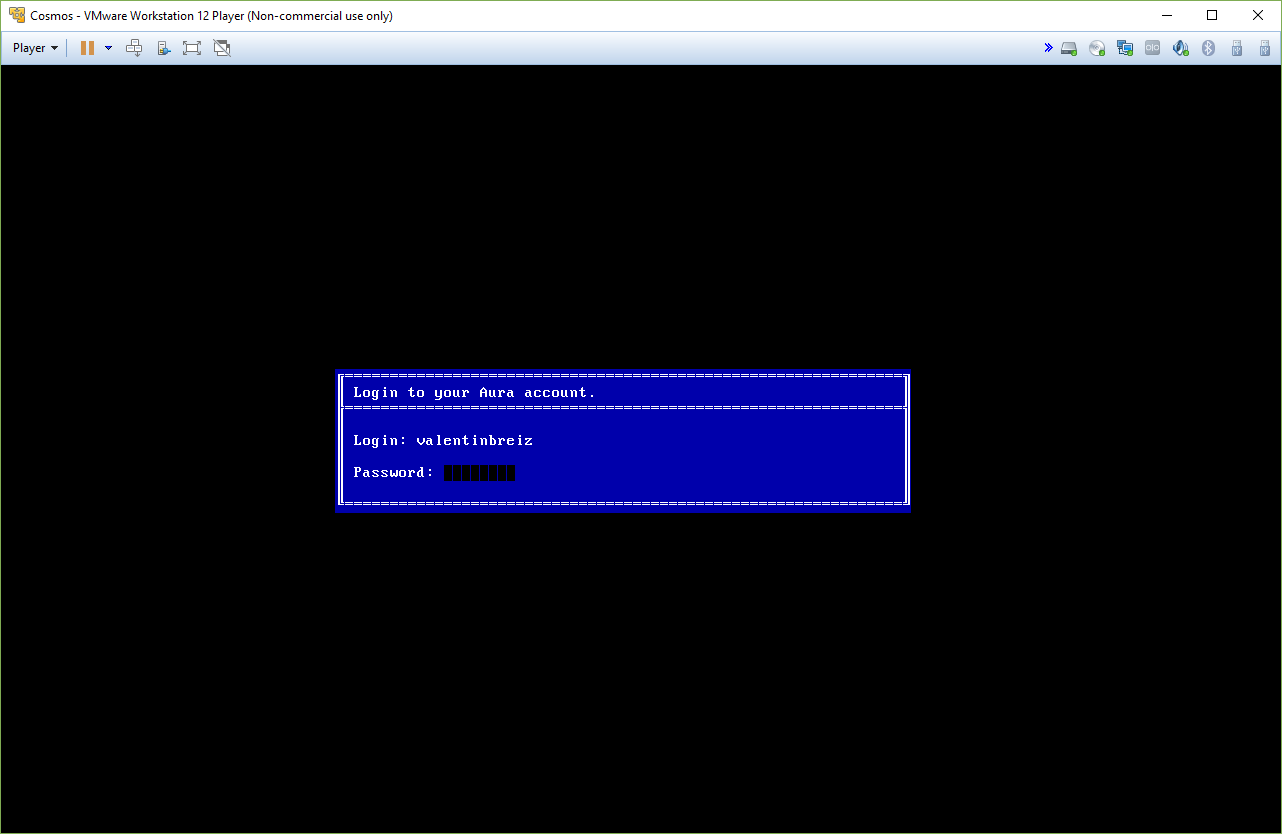 Cosmos - VMware Workstation 12 Player (Non-commercial use only)
Player
Login to your Aura account.
Login: valentinbreiz
Password: